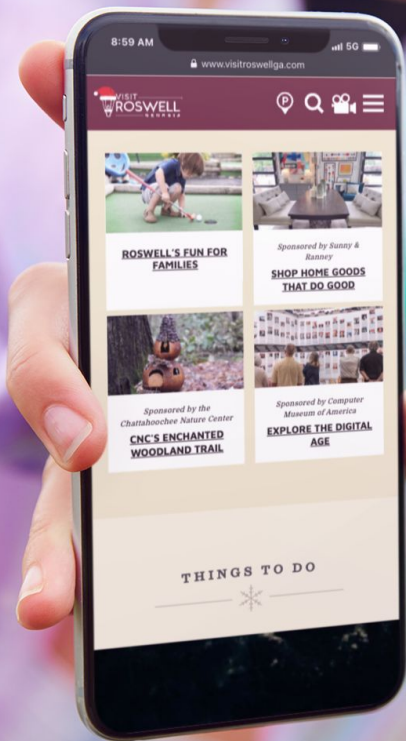 8:59 AM
5G
www.visitroswellga.com
VISIT
ROSWELL
GEORGIA
P
ROSWELL'S FUN FOR
FAMILIES
Sponsored by Sunny &
Ranney
SHOP HOME GOODS
THAT DO GOOD
Sponsored by the
Chattahoochee Nature Center
CNC'S ENCHANTED
WOODLAND TRAIL
Sponsored by Computer
Museum of America
EXPLORE THE DIGITAL
AGE
THINGS TO DO